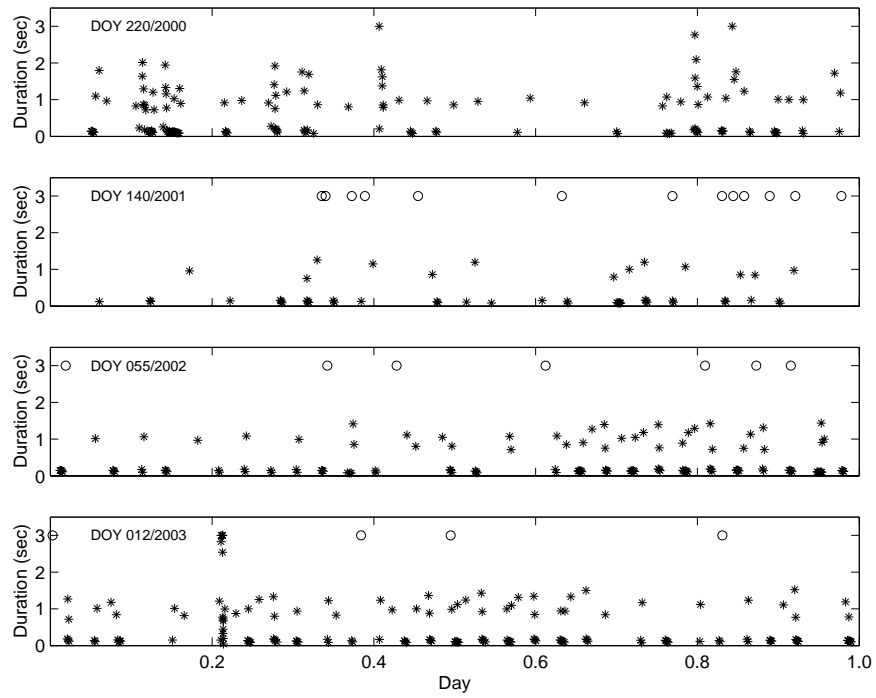 DOY 220/2000
Duration (sec)
3
2
1
0
DOY 140/2001
Duration (sec)
3
2
1
0
DOY 055/2002
Duration (sec)
3
2
1
0
DOY 012/2003
Duration (sec)
3
2
1
0
0.2 0.4 0.6 0.8 1.0
Day